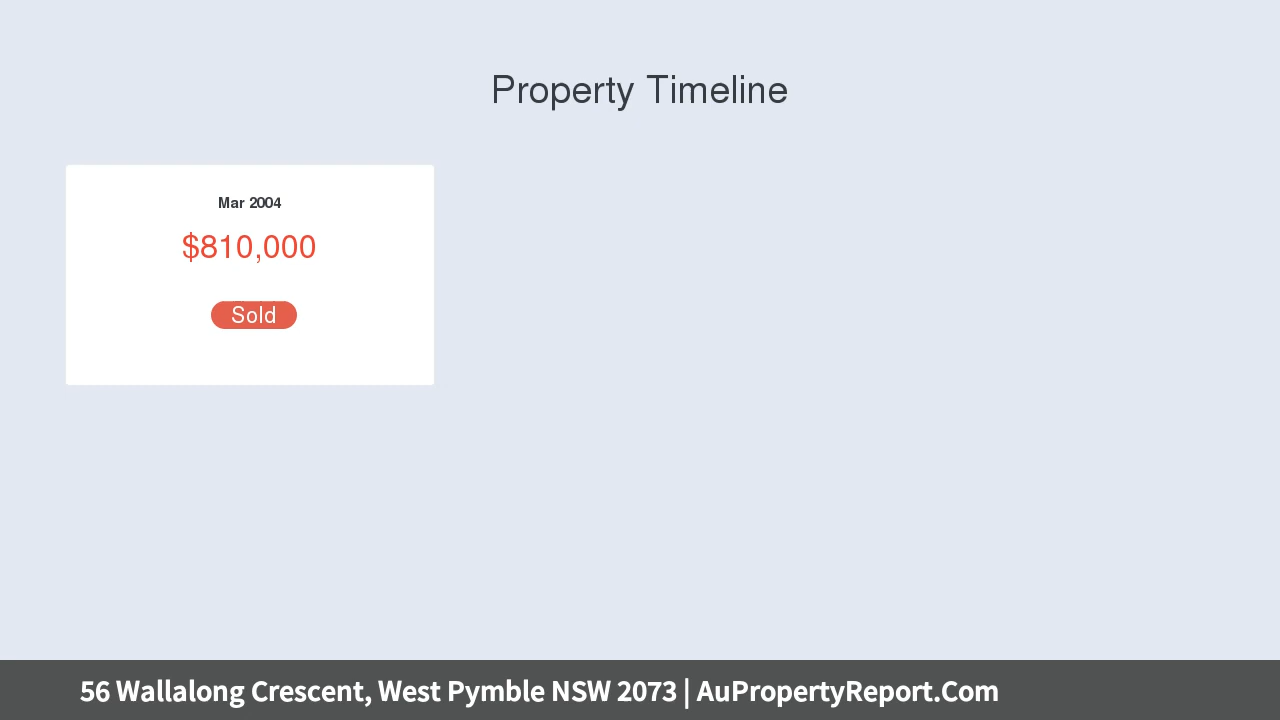 Property Timeline
Mar 2004
$810,000
Sold
56 Wallalong Crescent, West Pymble NSW 2073 | AuPropertyReport.Com